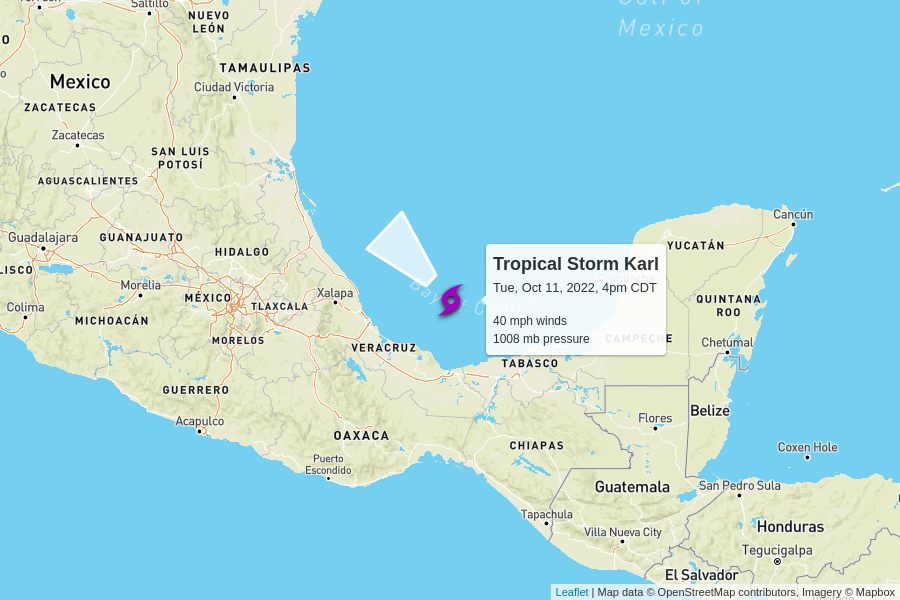 Saltillo
NUEVO
LEÓN
Gulf of
Mexico
TAMAULIPAS
Mexico
Ciudad Victoria
ZACATECAS
Zacatecas
SAN LUIS
POTOSÍ
AGUASCALIENTES
Cancún
Guadalajara
GUANAJUATO
YUCATÁN
HIDALGO
LISCO
Tropical Storm Karl
Tue, Oct 11, 2022, 4pm CDT
40 mph winds
1008 mb pressure
Morelia
MÉXICO
TLAXCALA
Xalapa
Bay of C
QUINTANA
ROO
Colima
MICHOACÁN
MORELOS
VERACRUZ
CAMPECHE
Chetumal
TABASCO
GUERRERO
Acapulco
Flores
Belize
OAXACA
CHIAPAS
Coxen Hole
Puerto
Escondido
Guatemala
San Pedro Sula
Tapachula
Villa Nueva City
Honduras
Tegucigalpa
El Salvador
Leaflet | Map data © OpenStreetMap contributors, Imagery © Mapbox